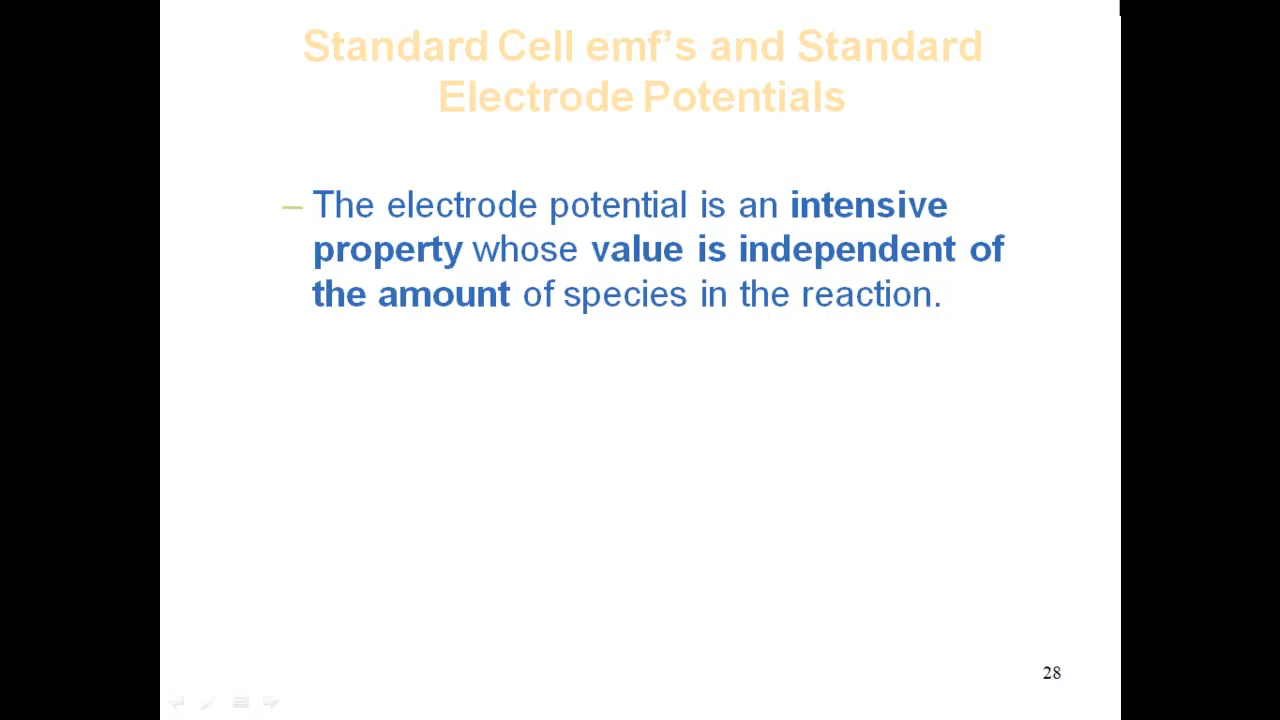 Standard Cell emf’s and Standard
Electrode Potentials
– The electrode potential is an intensive
property whose value is independent of
the amount of species in the reaction.
28